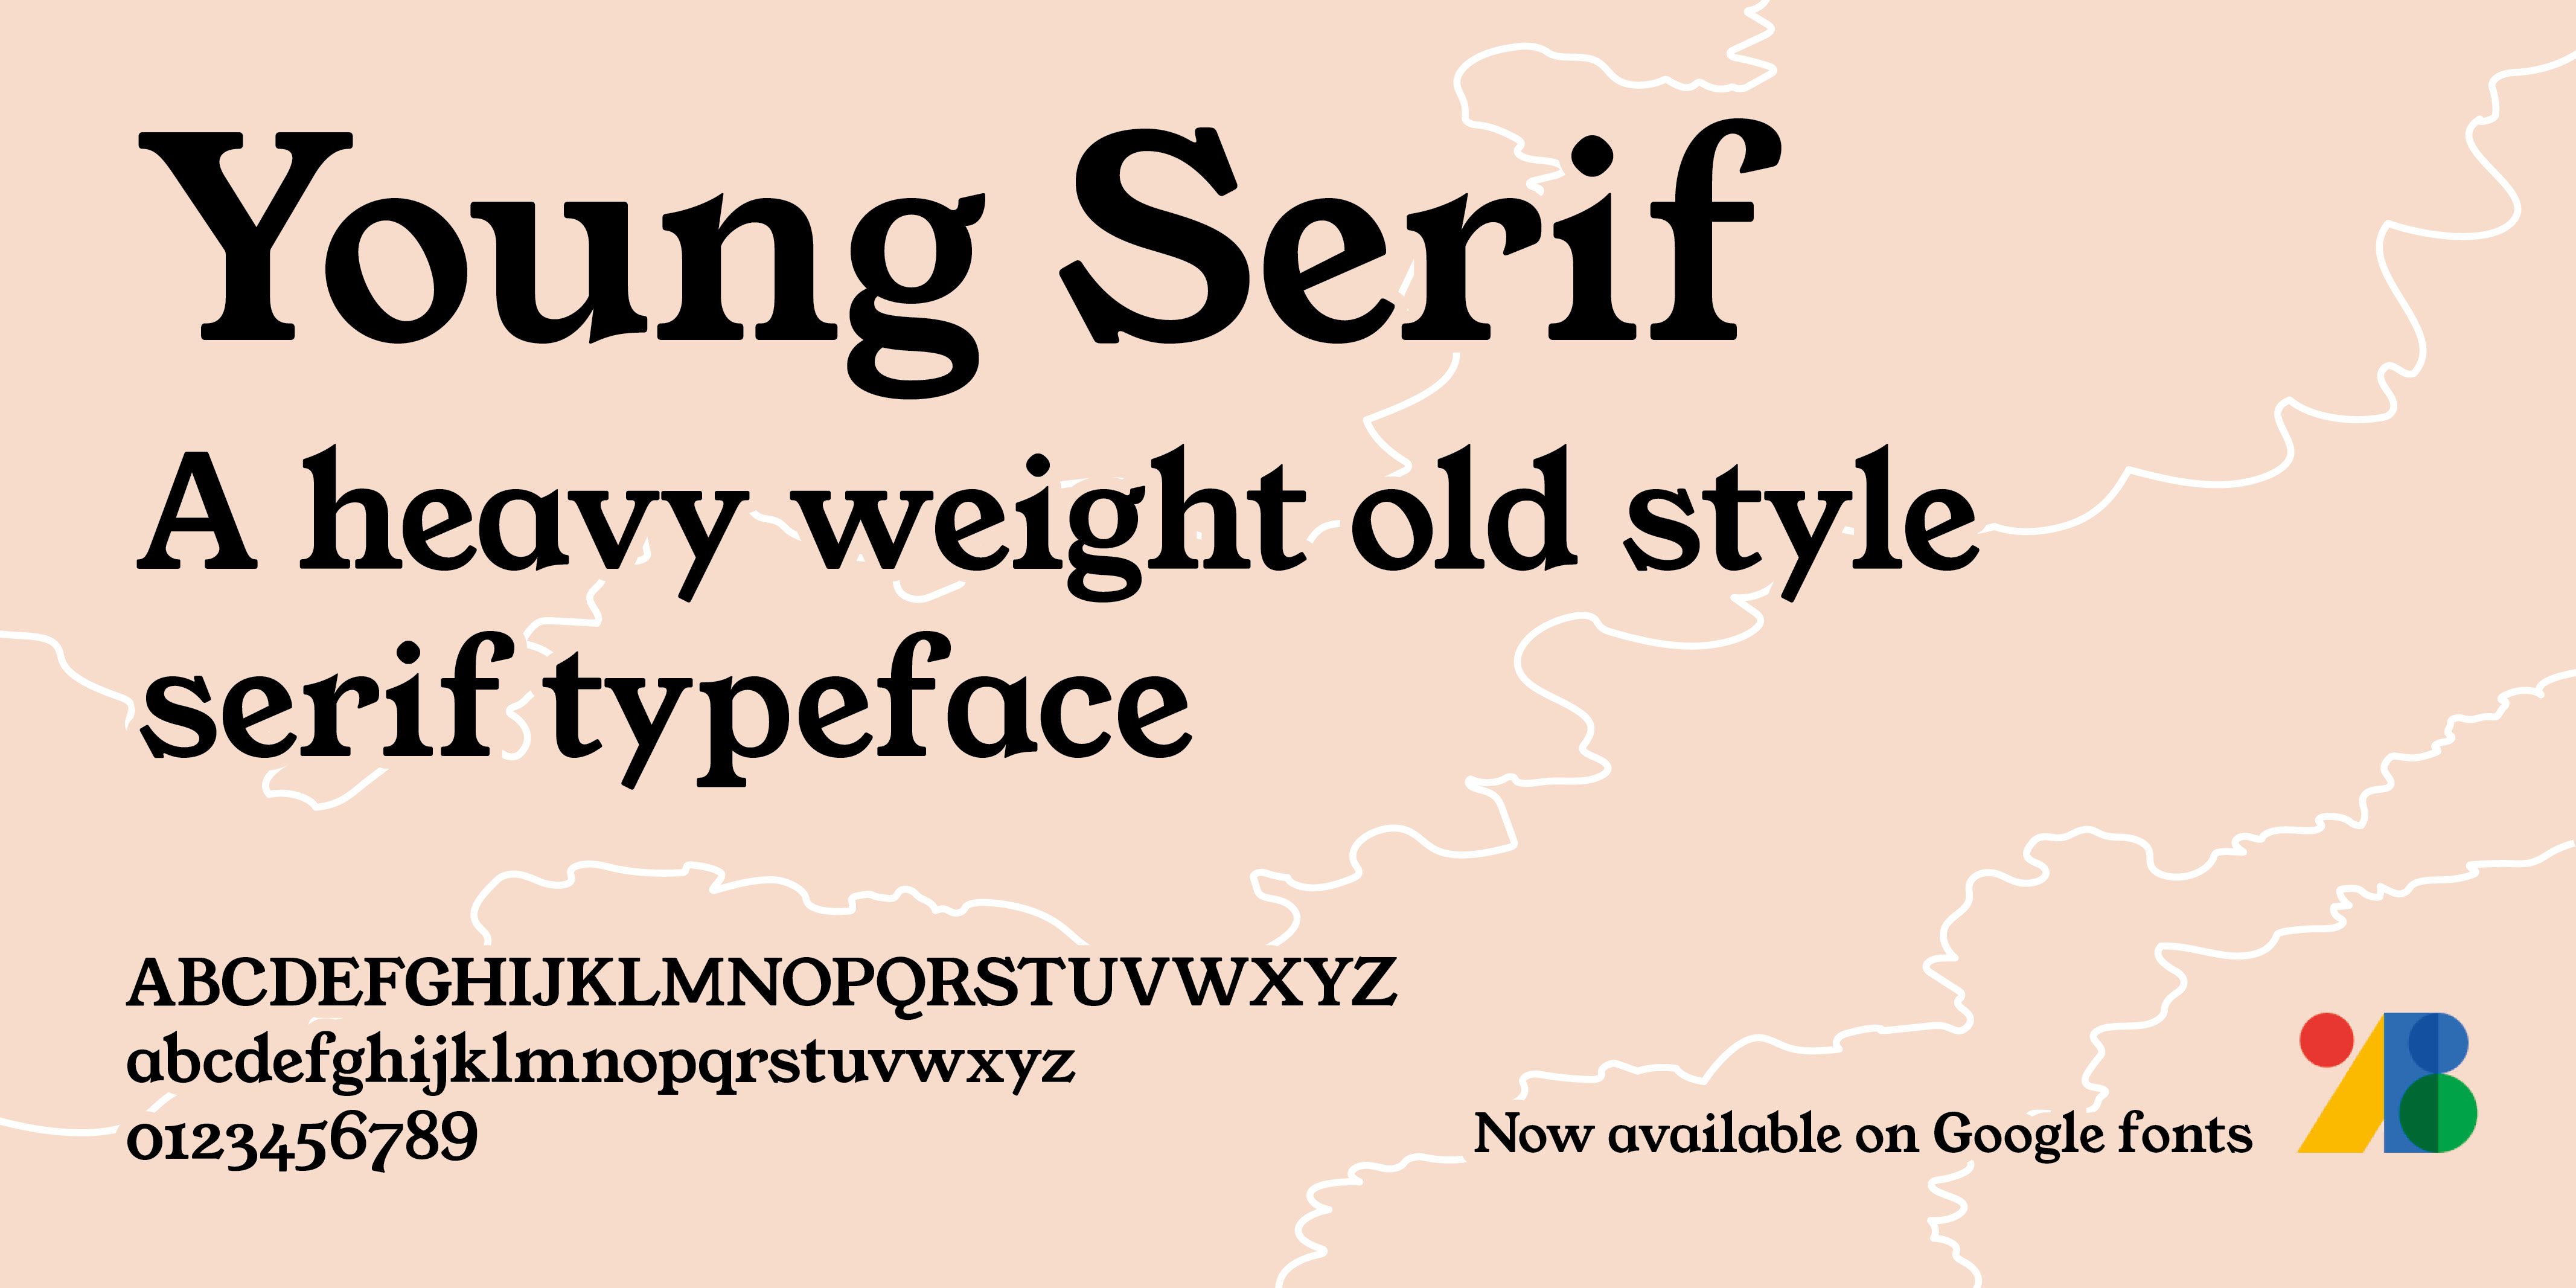 Young Serif
A heavy weight old style
serif typeface
ABCDEFGHIJKLMNOPQRSTUVWXYZ
abcdefghijklmnopqrstuvwxyz
0123456789
Now available on Google fonts